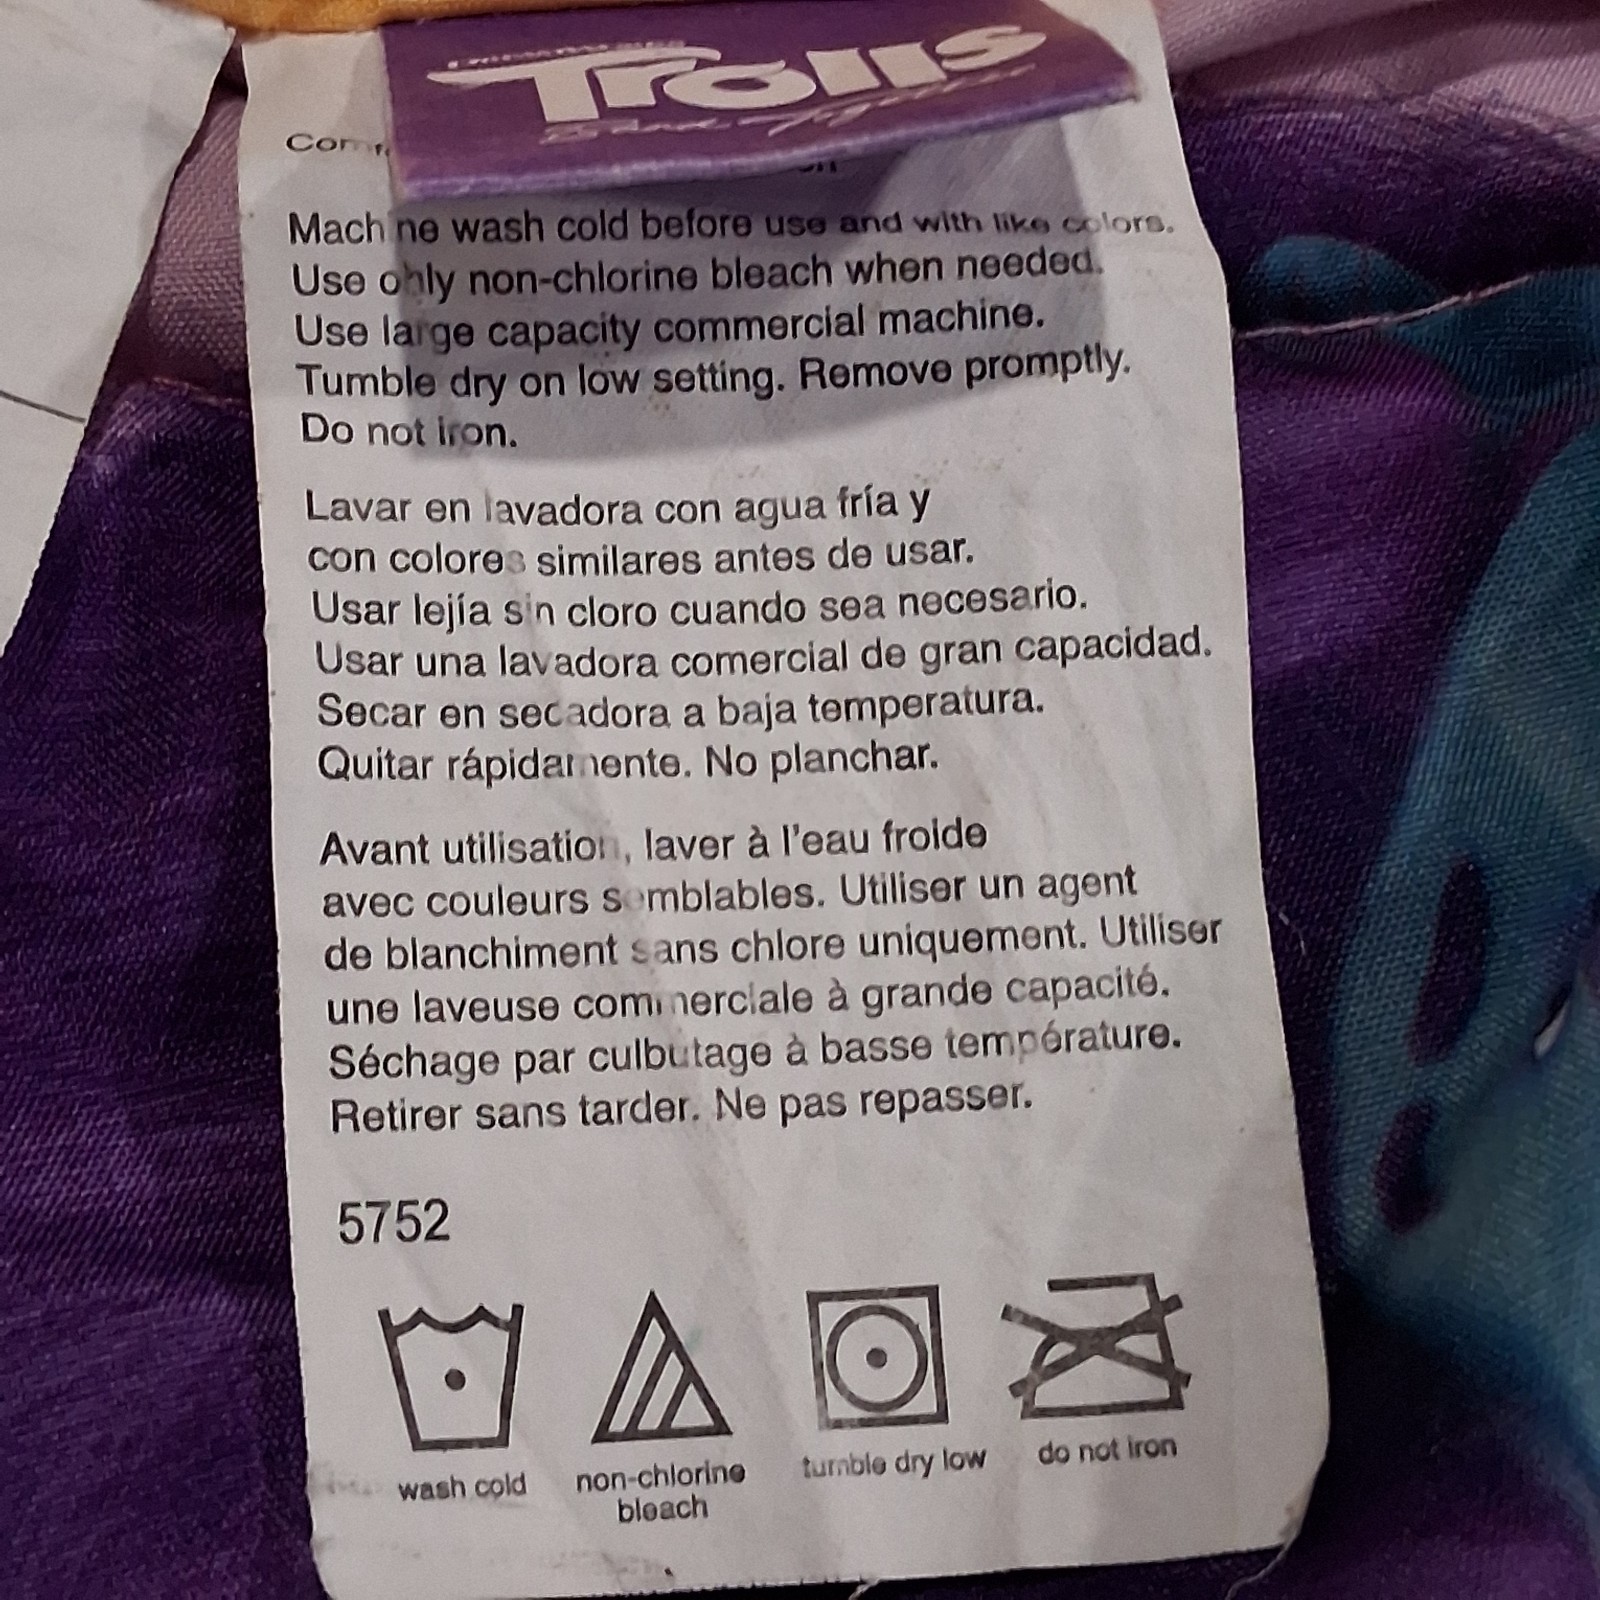 Trolls
Band Together
Machine wash cold before use and with like colors.
Use only non-chlorine bleach when needed.
Use large capacity commercial machine.
Tumble dry on low setting. Remove promptly.
Do not iron.
Lavar en lavadora con agua fría y
con colores similares antes de usar.
Usar lejía sin cloro cuando sea necesario.
Usar una lavadora comercial de gran capacidad.
Secar en secadora a baja temperatura.
Quitar rápidamente. No planchar.
Avant utilisation, laver à l'eau froide
avec couleurs semblables. Utiliser un agent
de blanchiment sans chlore uniquement. Utiliser
une laveuse commerciale à grande capacité.
Séchage par culbutage à basse température.
Retirer sans tarder. Ne pas repasser.
5752
wash cold
non-chlorine
bleach
tumble dry low
do not iron